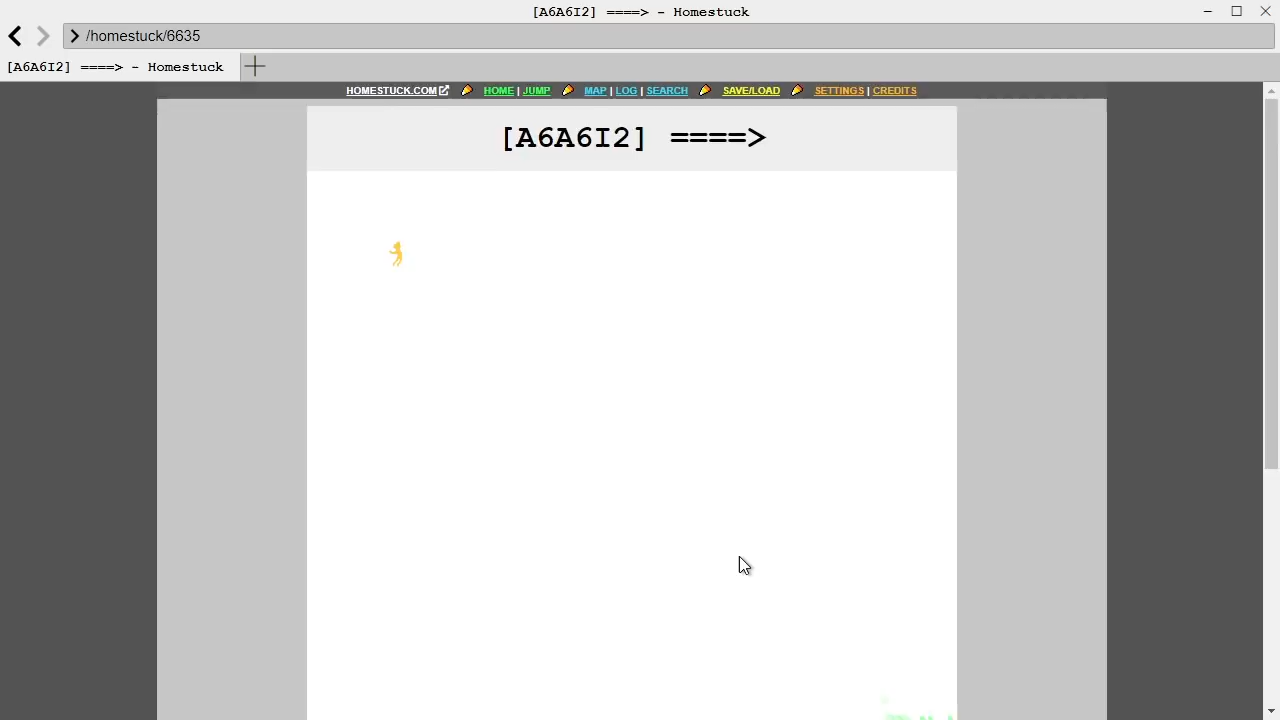 [A6A6I2] ====> - Homestuck
/homestuck/6635
[A6A6I2] ====> - Homestuck
HOMESTUCK.COM HOME | JUMP MAP | LOG | SEARCH SAVE/LOAD SETTINGS | CREDITS
[A6A6I2] ====>